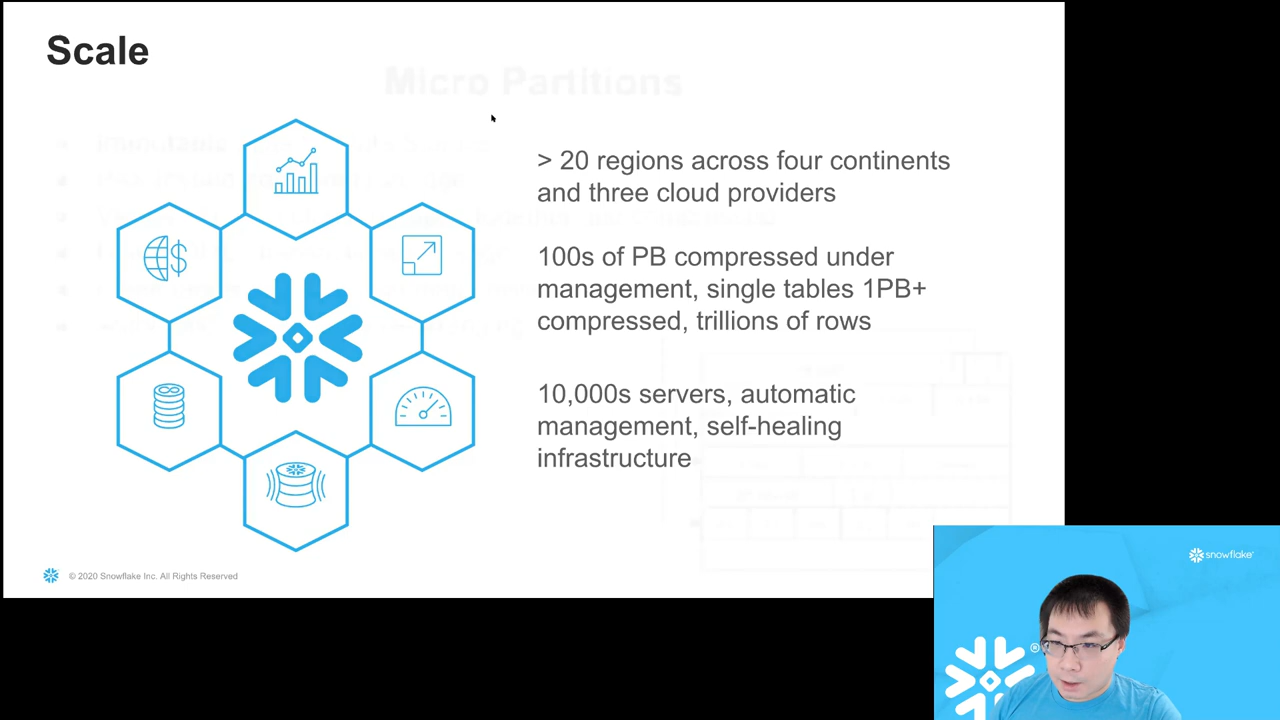 Scale
Micro Partitions
> 20 regions across four continents
and three cloud providers
100s of PB compressed under
management, single tables 1PB+
compressed, trillions of rows
10,000s servers, automatic
management, self-healing
infrastructure
© 2020 Snowflake Inc. All Rights Reserved
snowflake